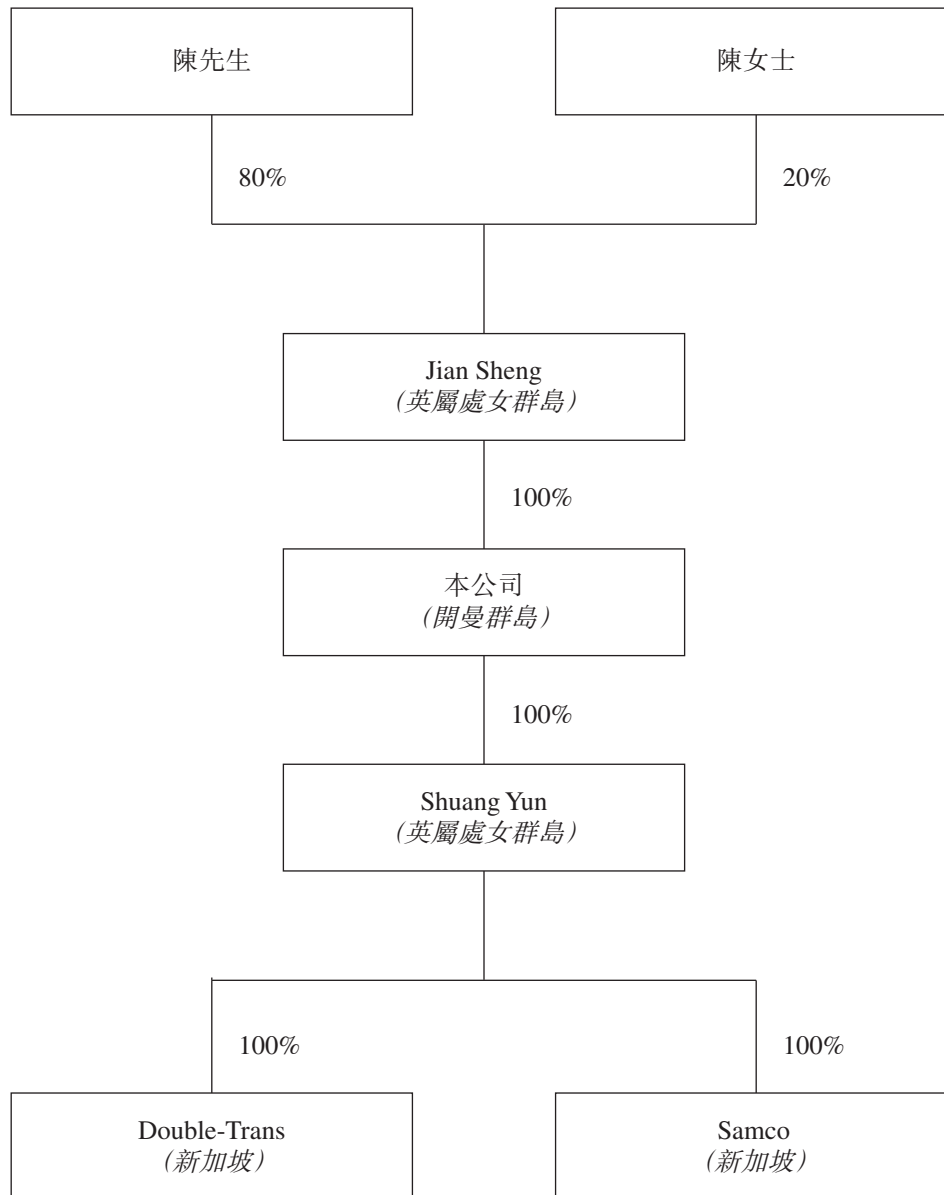 陳先生
陳女士
80%
20%
Jian Sheng
(英屬處女群島)
100%
本公司
(開曼群島)
100%
Shuang Yun
(英屬處女群島)
100%
100%
Double-Trans
(新加坡)
Samco
(新加坡)